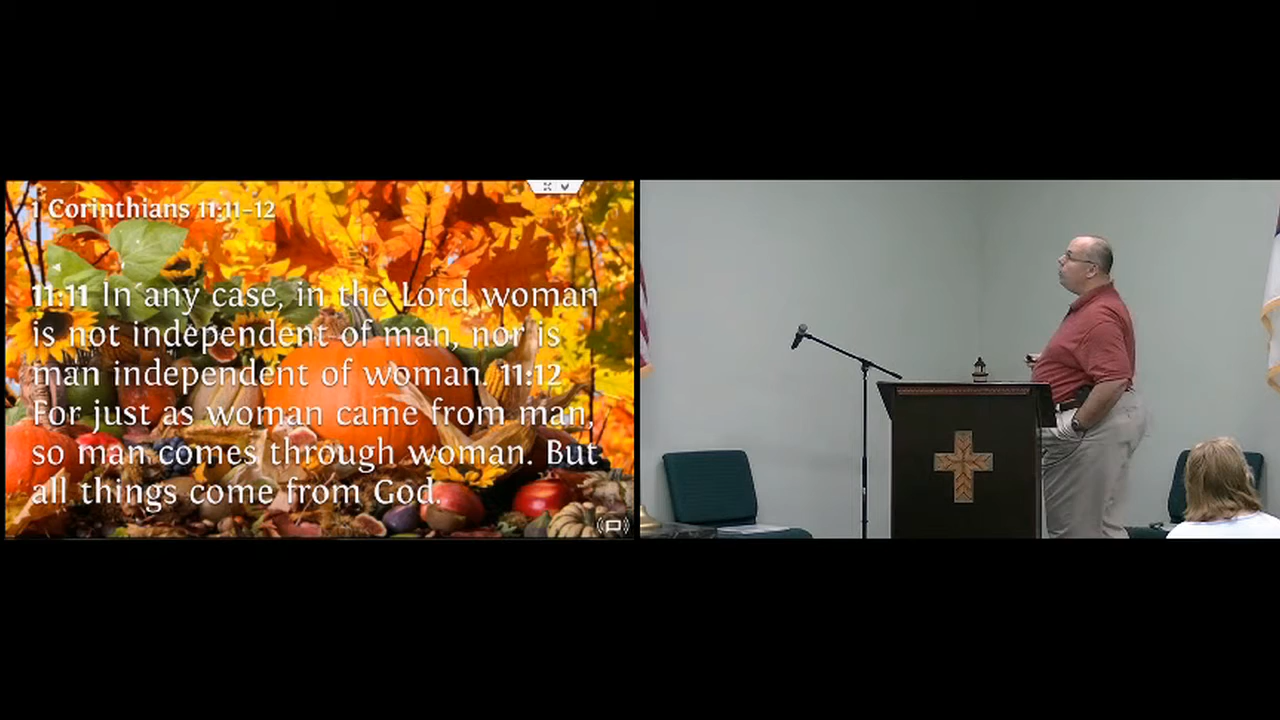 1 Corinthians 11:11-12
11:11 In any case, in the Lord woman
is not independent of man, nor is
man independent of woman. 11:12
For just as woman came from man,
so man comes through woman. But
all things come from God.